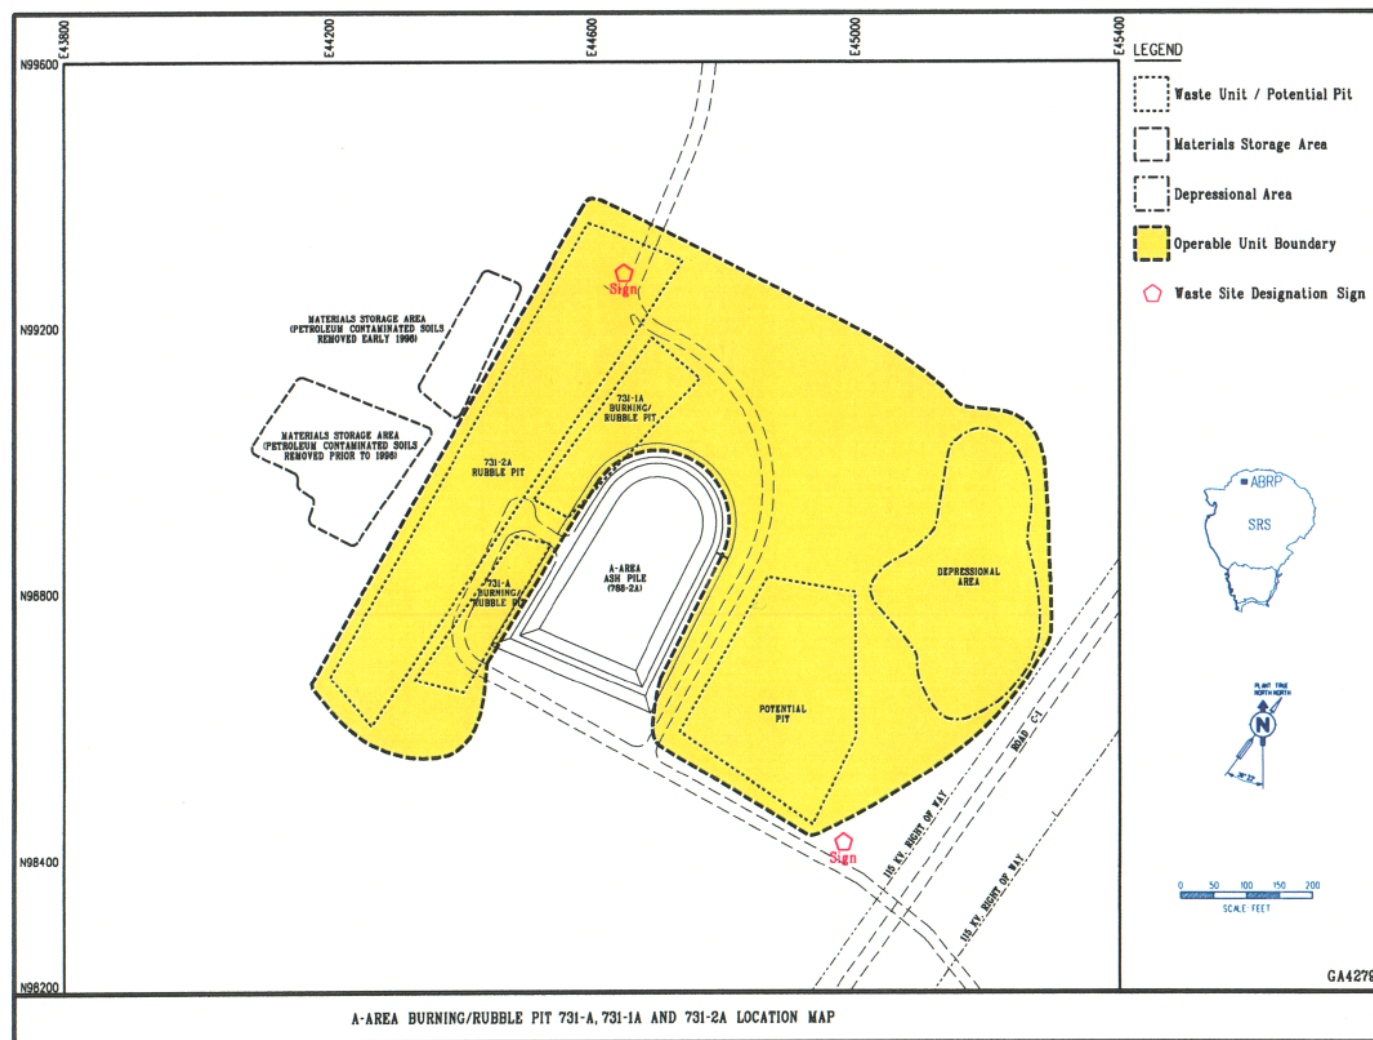 E43800
E44200
E44600
E45000
E45400
N99600
N99200
N98800
N98400
N98200
LEGEND
Waste Unit / Potential Pit
Materials Storage Area
Depressional Area
Operable Unit Boundary
Waste Site Designation Sign
Sign
MATERIALS STORAGE AREA
(PETROLEUM CONTAMINATED SOILS
REMOVED EARLY 1996)
MATERIALS STORAGE AREA
(PETROLEUM CONTAMINATED SOILS
REMOVED PRIOR TO 1996)
731-1A
BURNING/
RUBBLE PIT
731-2A
RUBBLE PIT
731-A
BURNING/
RUBBLE PIT
A-AREA
ASH PILE
(788-2A)
DEPRESSIONAL
AREA
POTENTIAL
PIT
Sign
115 KV. RIGHT OF WAY
ROAD C-1
115 KV. RIGHT OF WAY
ABRP
SRS
PLANT TRUE
NORTH NORTH
N
0 50 100 150 200
SCALE: FEET
GA4279
A-AREA BURNING/RUBBLE PIT 731-A, 731-1A AND 731-2A LOCATION MAP